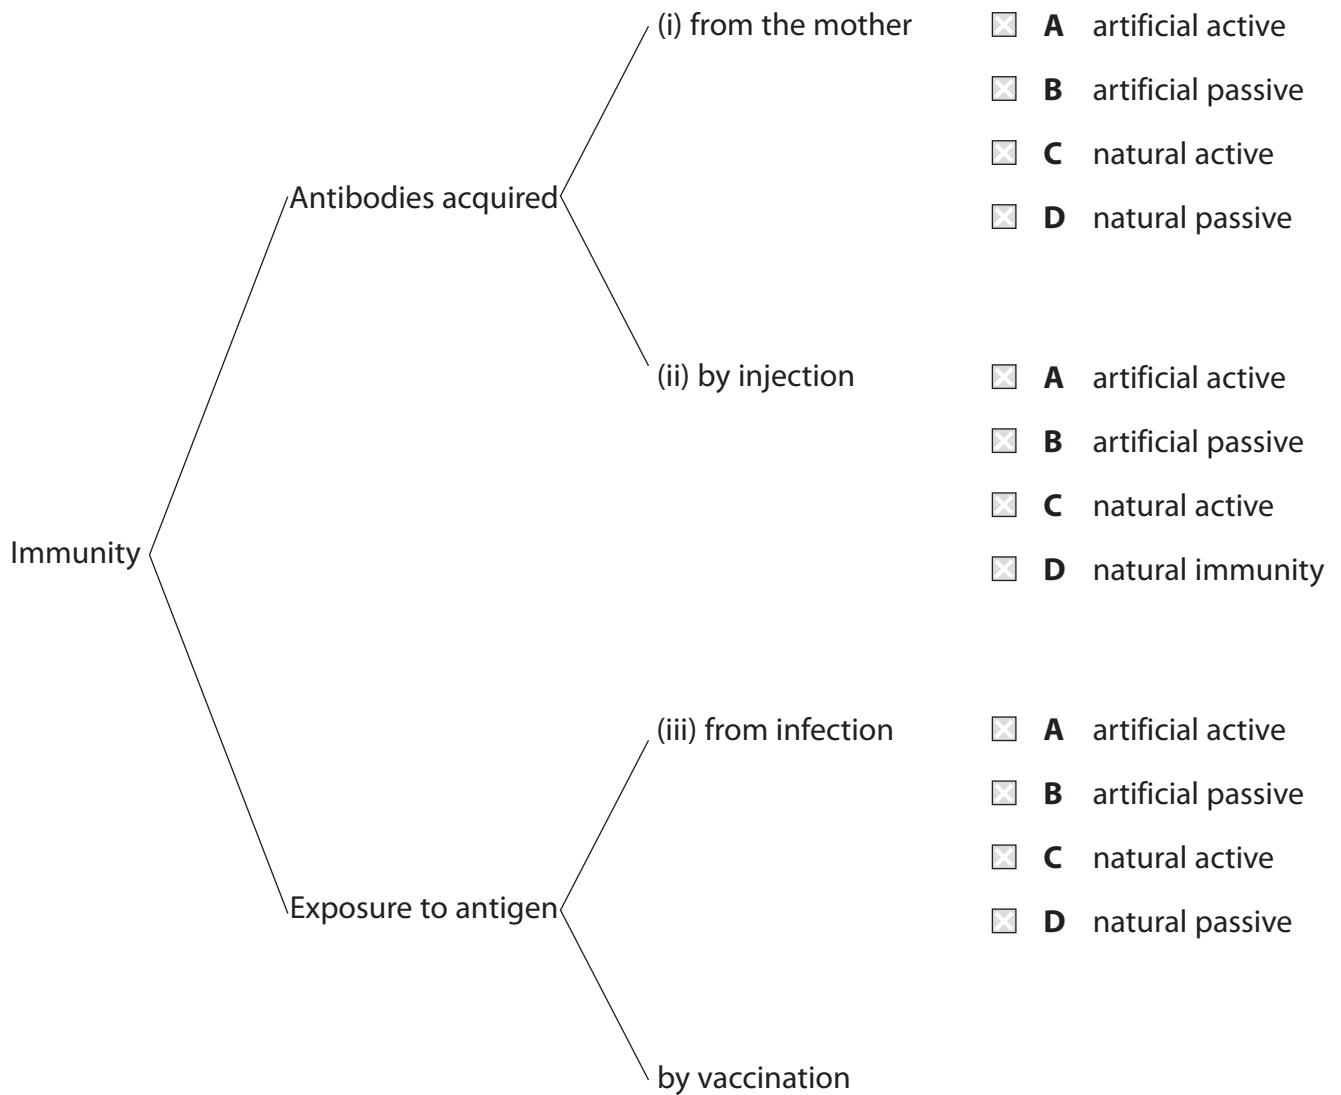 (i) from the mother
A artificial active
B artificial passive
C natural active
D natural passive
Antibodies acquired
(ii) by injection
A artificial active
B artificial passive
C natural active
D natural immunity
Immunity
(iii) from infection
A artificial active
B artificial passive
C natural active
D natural passive
Exposure to antigen
by vaccination